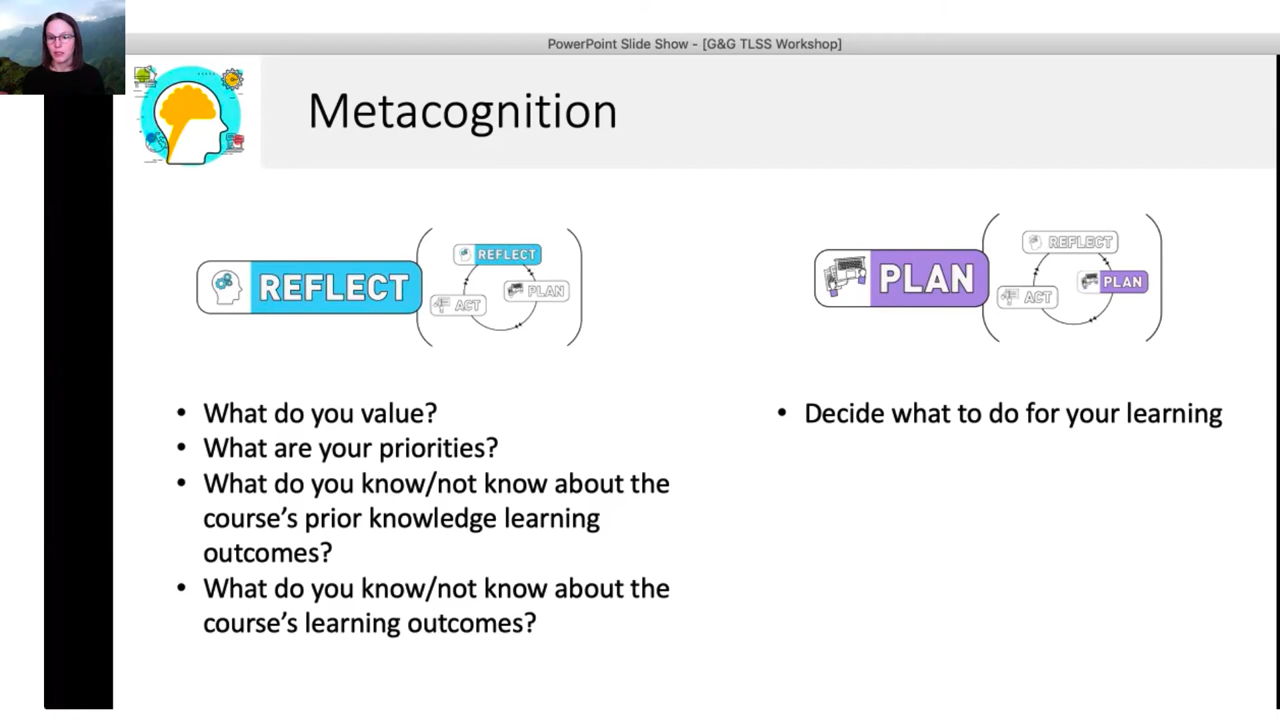 PowerPoint Slide Show - [G&G TLSS Workshop]
Metacognition
REFLECT
REFLECT
PLAN
ACT
PLAN
REFLECT
PLAN
ACT
• What do you value?
• What are your priorities?
• What do you know/not know about the
course's prior knowledge learning
outcomes?
• What do you know/not know about the
course's learning outcomes?
• Decide what to do for your learning